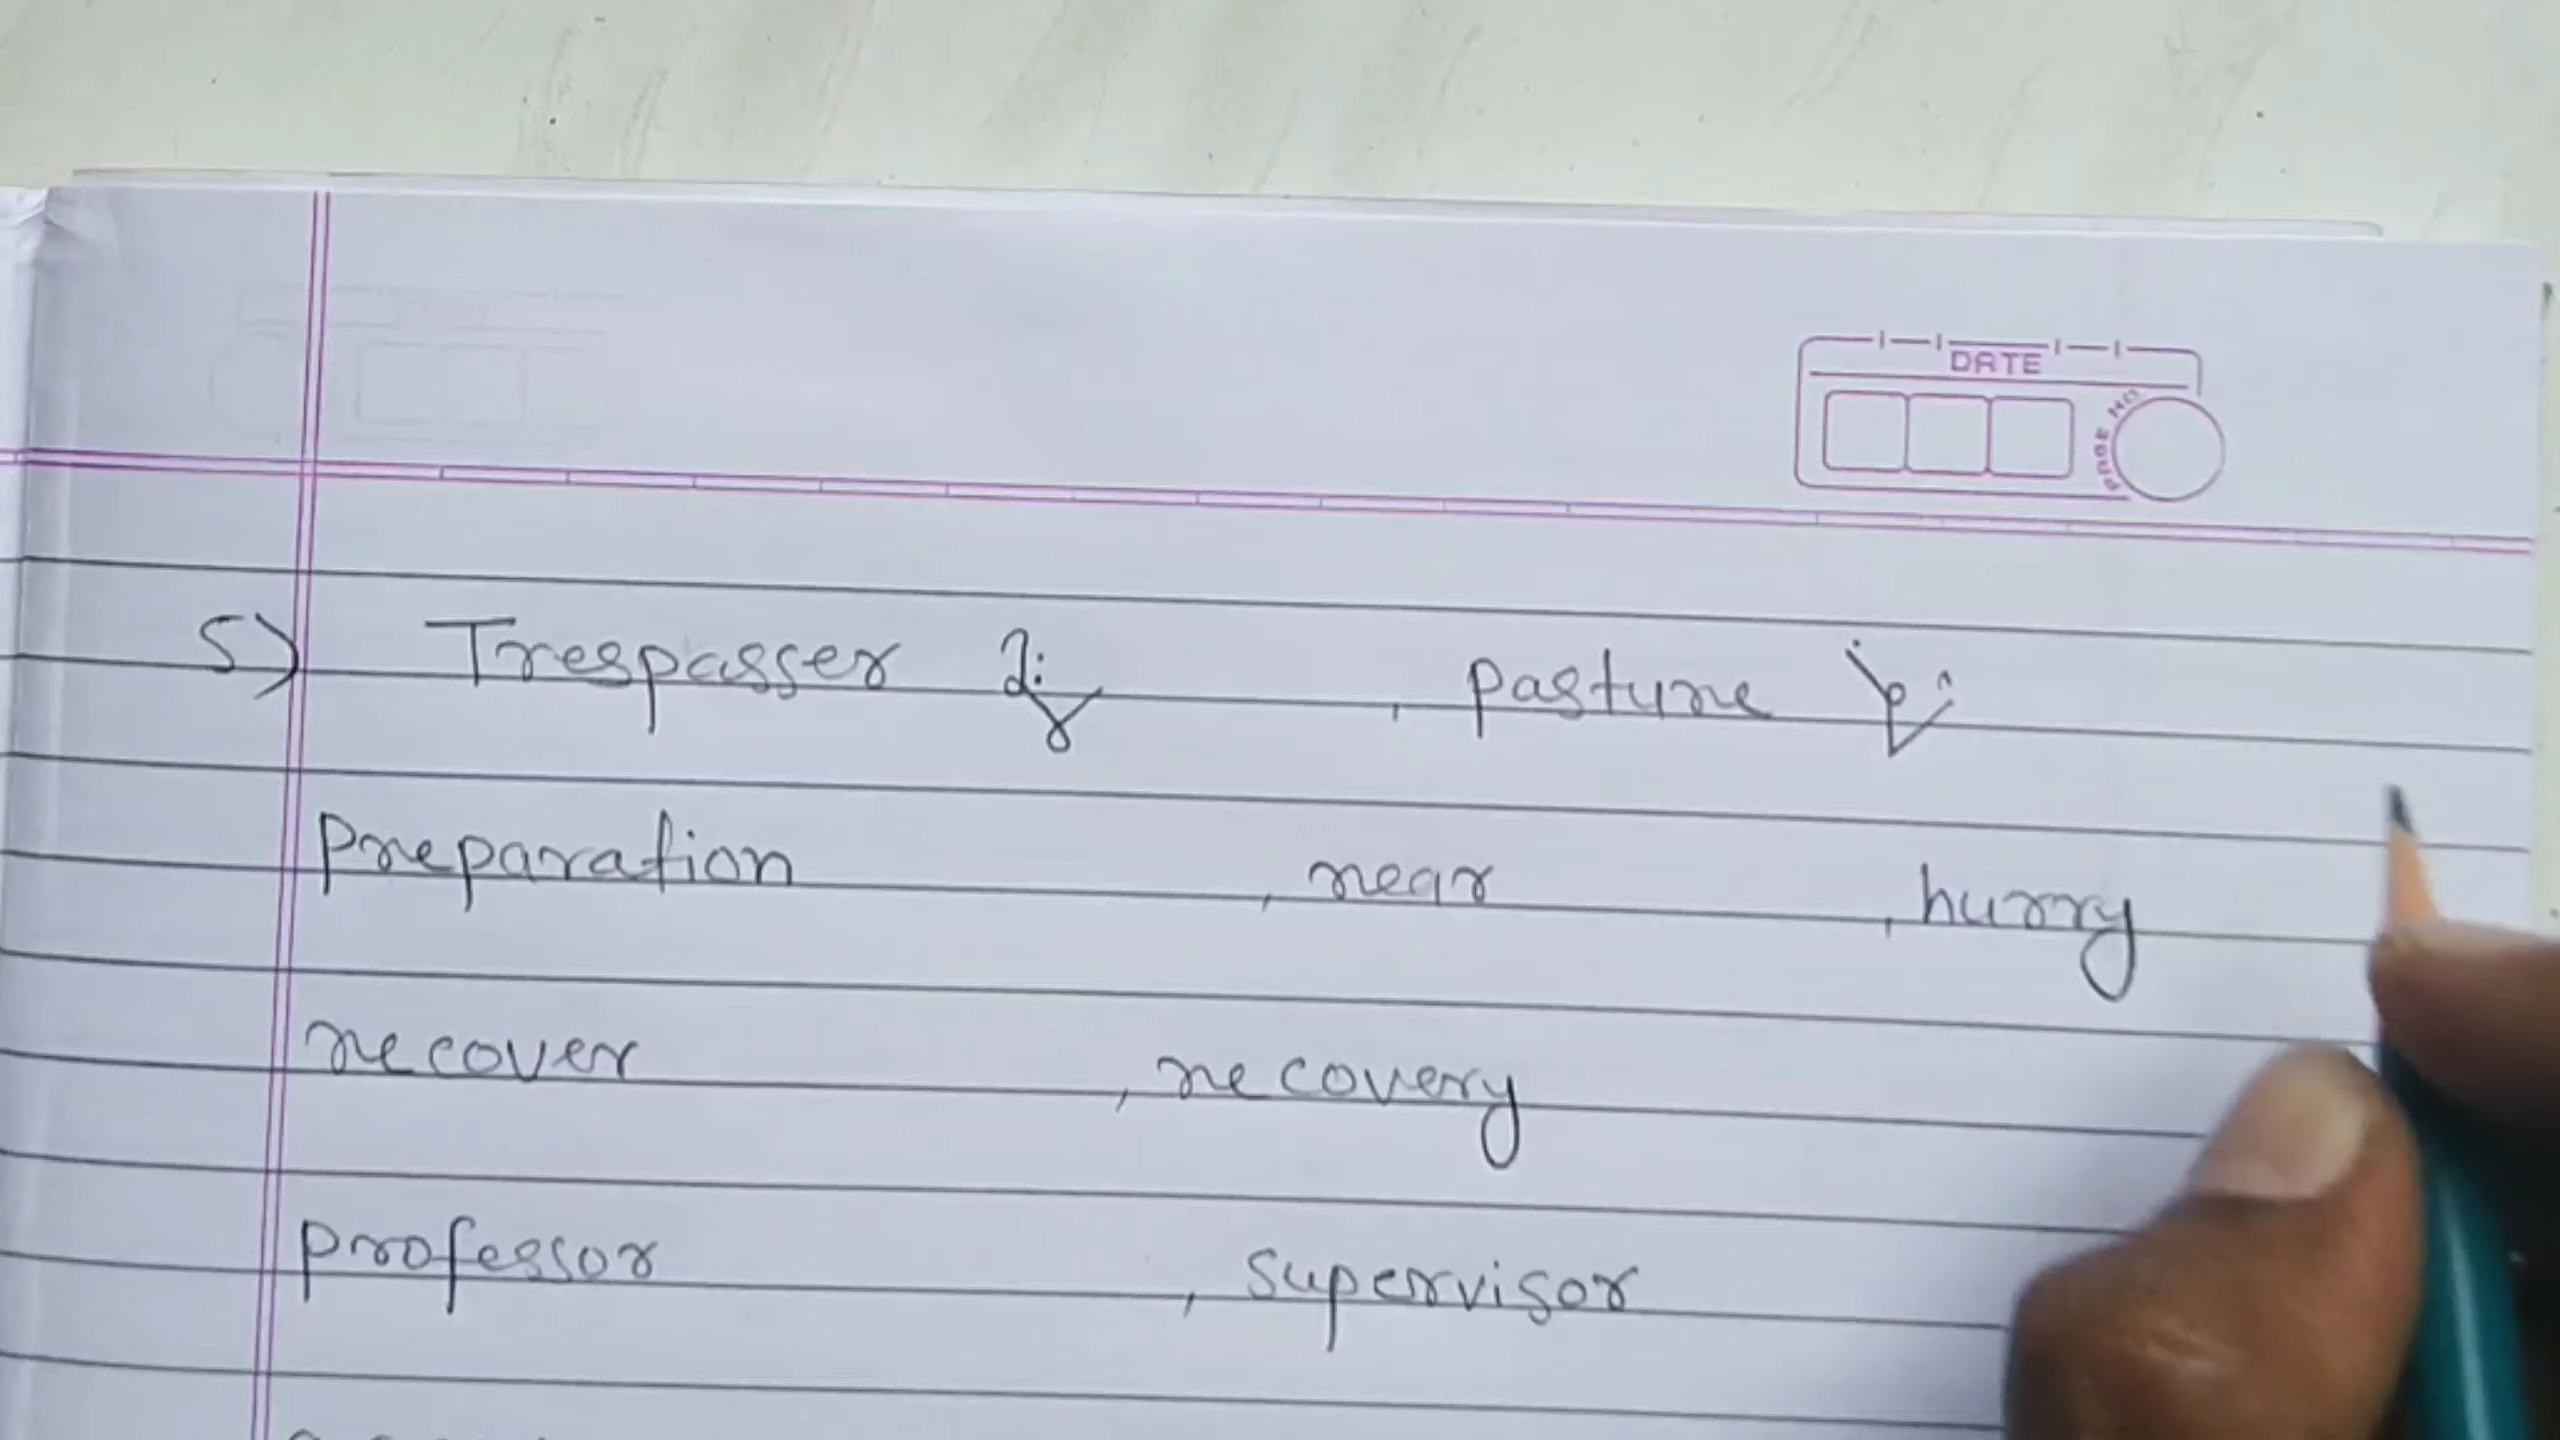 DATE
PAGE NO.
5) Trespasser , pasture
preparation , near , hurry
recover , recovery
professor , supervisor